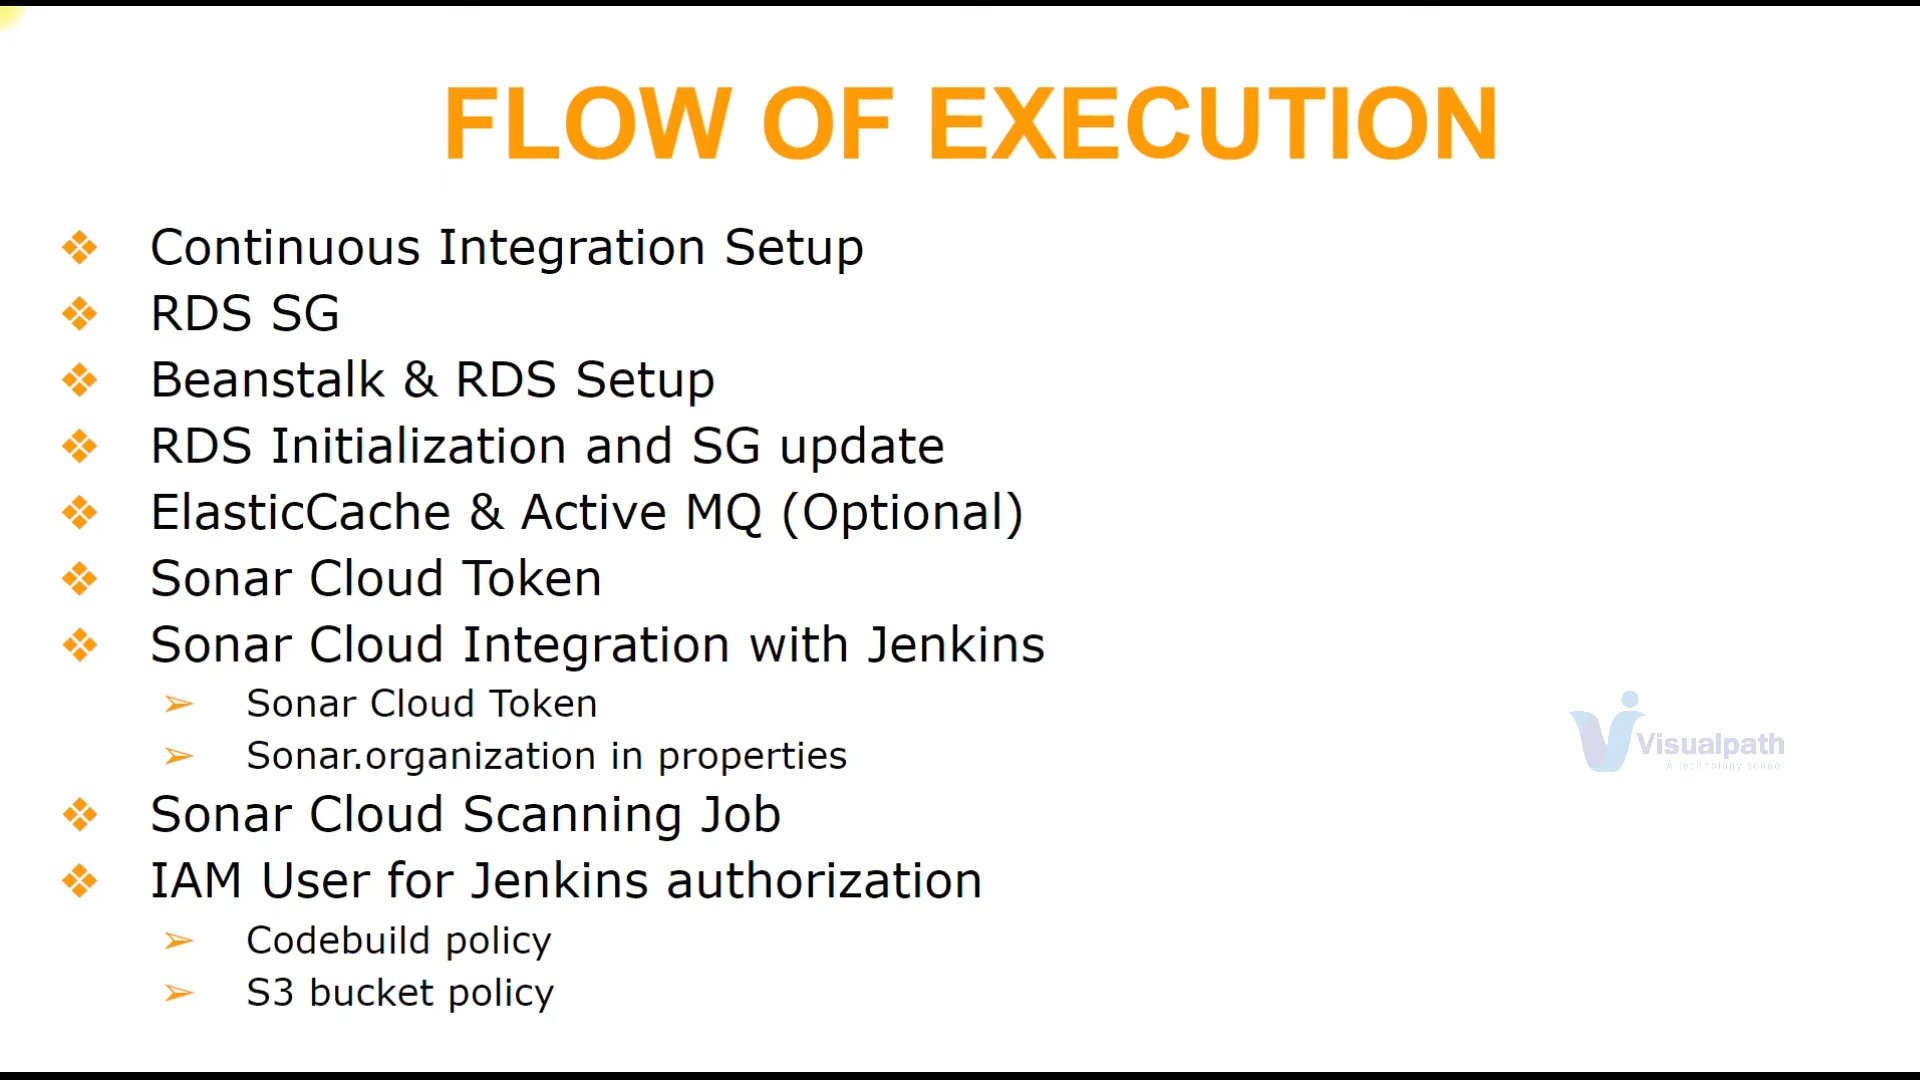 FLOW OF EXECUTION
Continuous Integration Setup
RDS SG
Beanstalk & RDS Setup
RDS Initialization and SG update
ElasticCache & Active MQ (Optional)
Sonar Cloud Token
Sonar Cloud Integration with Jenkins
Sonar Cloud Token
Sonar.organization in properties
Visualpath
A technology school
Sonar Cloud Scanning Job
IAM User for Jenkins authorization
Codebuild policy
S3 bucket policy